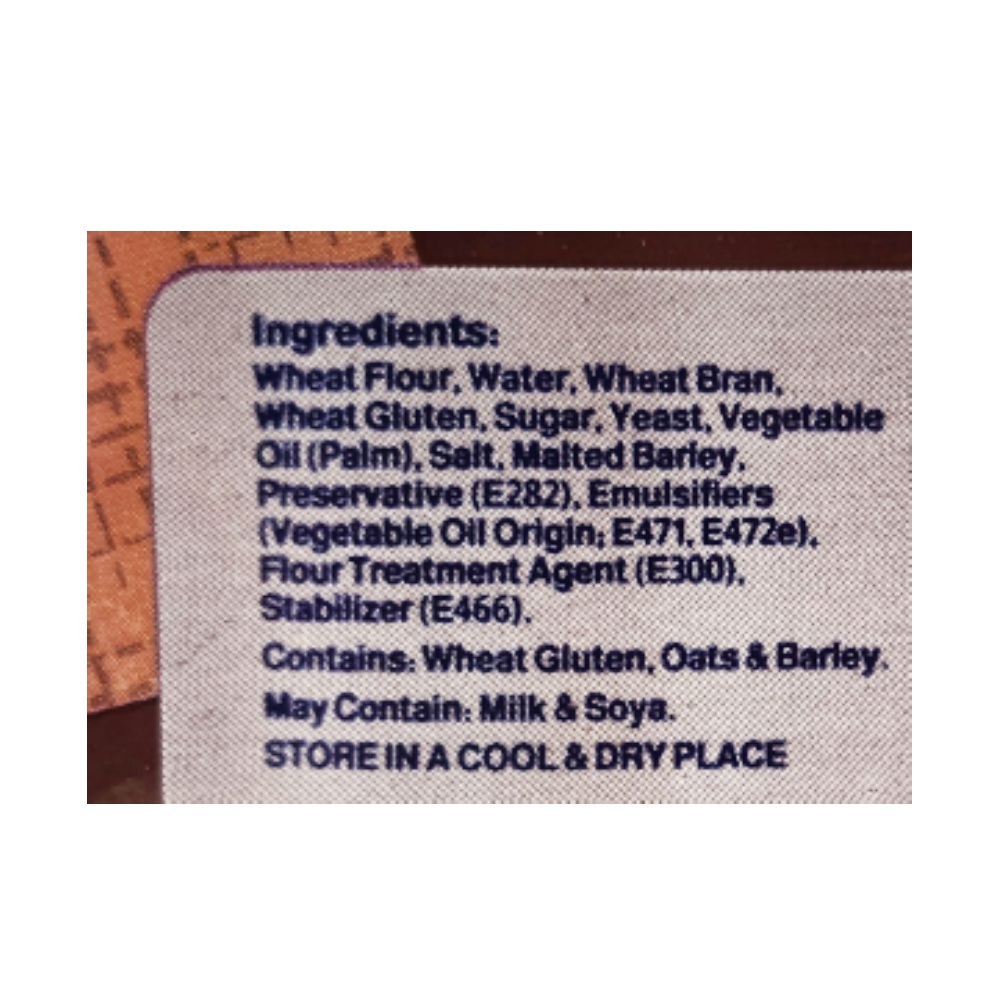 Ingredients:
Wheat Flour, Water, Wheat Bran,
Wheat Gluten, Sugar, Yeast, Vegetable
Oil (Palm), Salt, Malted Barley,
Preservative (E282), Emulsifiers
(Vegetable Oil Origin; E471, E472e),
Flour Treatment Agent (E300),
Stabilizer (E466).
Contains: Wheat Gluten, Oats & Barley.
May Contain: Milk & Soya.
STORE IN A COOL & DRY PLACE